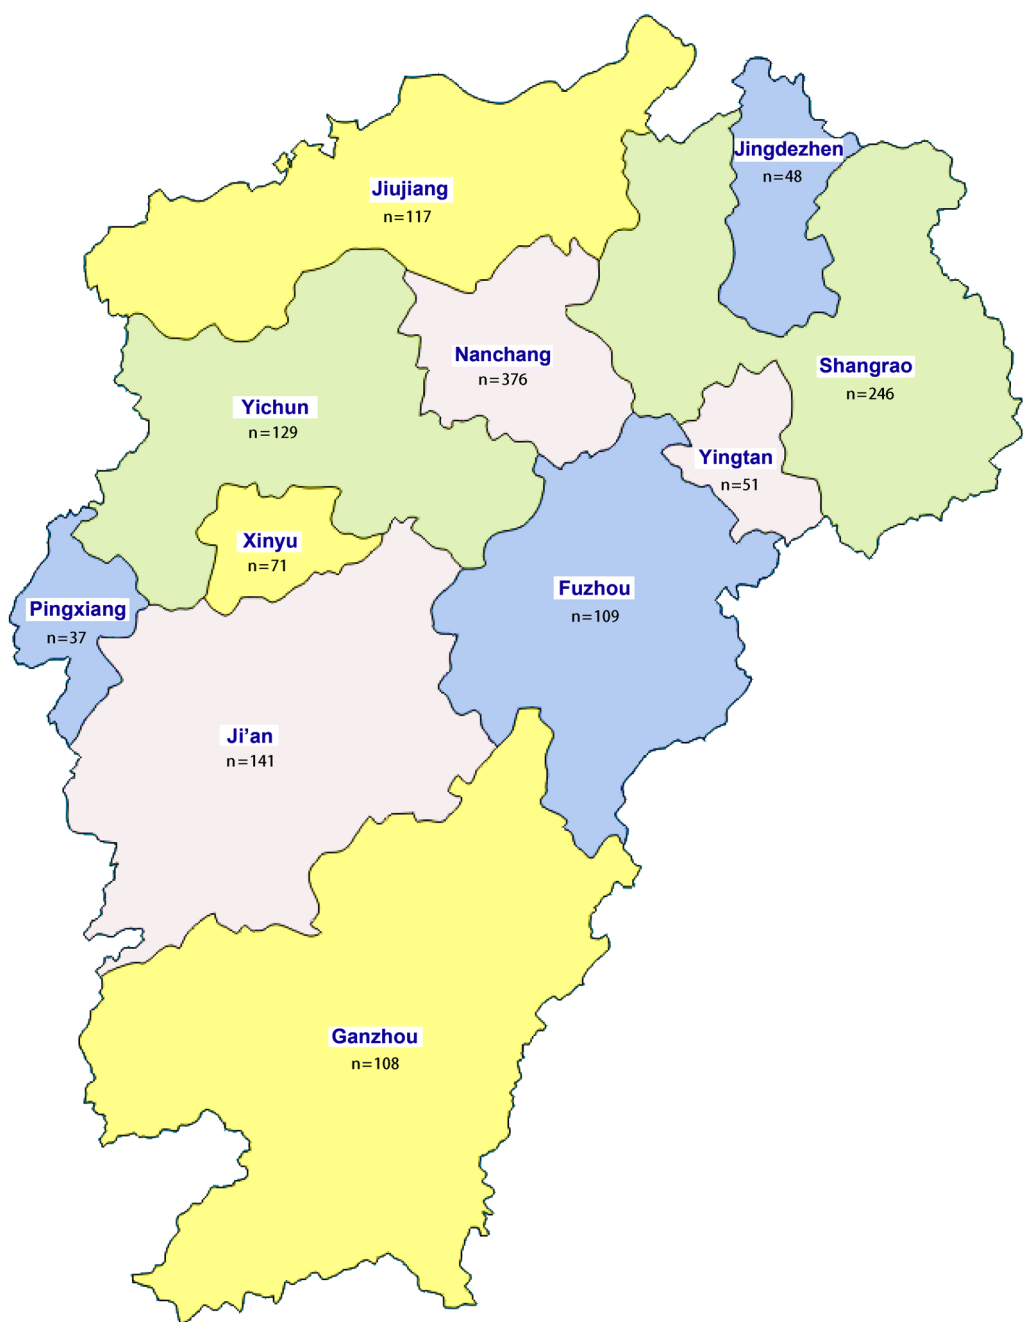 Jingdezhen
n=48
Jiujiang
n=117
Nanchang
n=376
Shangrao
n=246
Yichun
n=129
Yingtan
n=51
Xinyu
n=71
Fuzhou
n=109
Pingxiang
n=37
Ji’an
n=141
Ganzhou
n=108